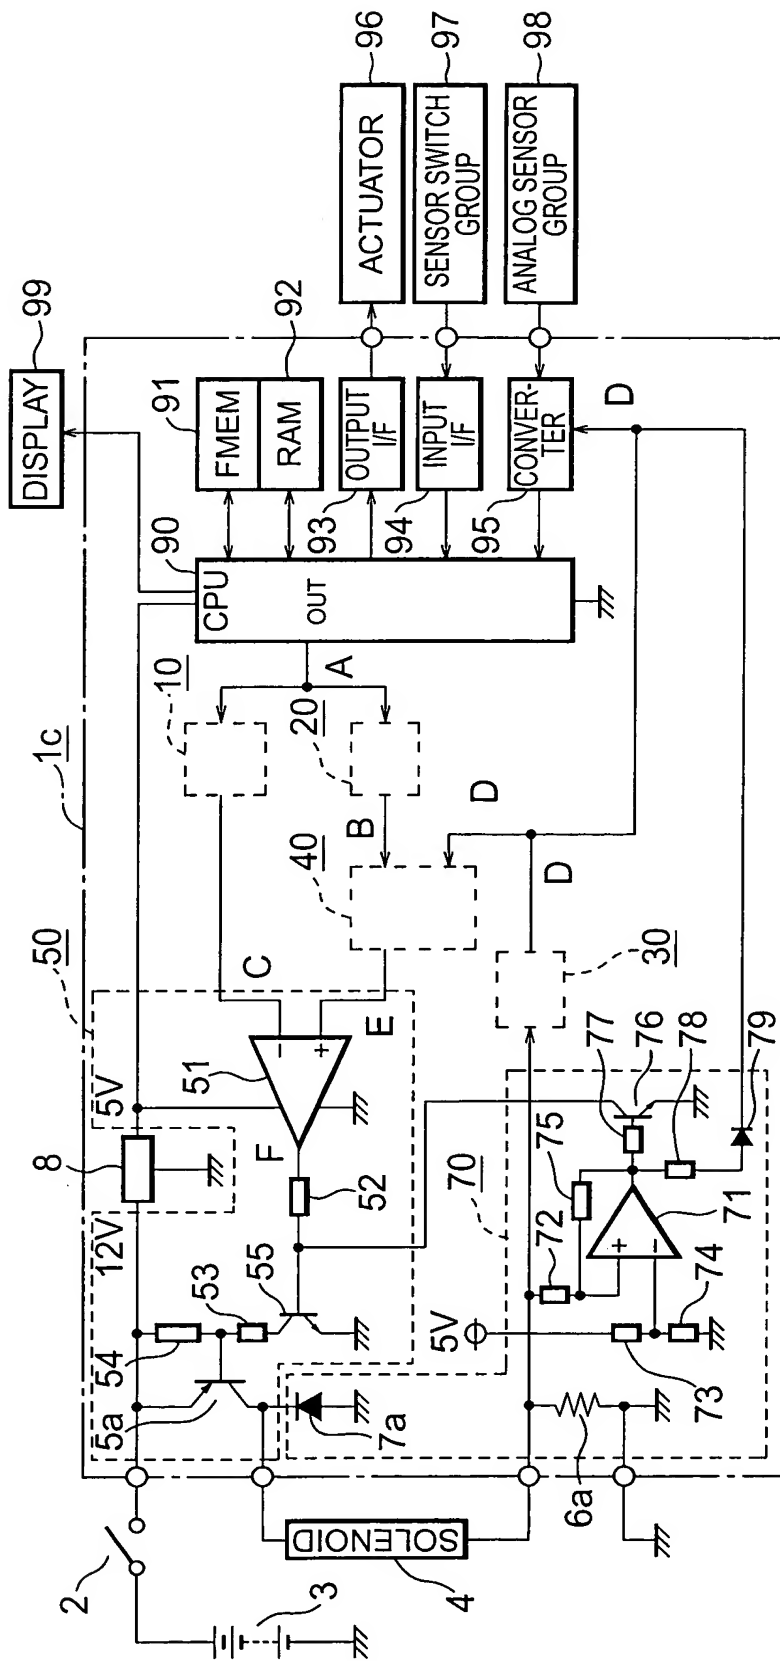 99
DISPLAY
1c
50
5V
8
12V
54
53
55
5a
7a
F
52
51
C
E
10
A
20
B
40
D
D
30
90
CPU
OUT
91
FMEM
RAM
92
93
OUTPUT
I/F
94
INPUT
I/F
95
CONVER-
TER
D
ACTUATOR
96
SENSOR SWITCH
GROUP
97
ANALOG SENSOR
GROUP
98
2
3
SOLENOID
4
6a
5V
70
72
75
77
76
78
79
71
74
73
+
−
+
−